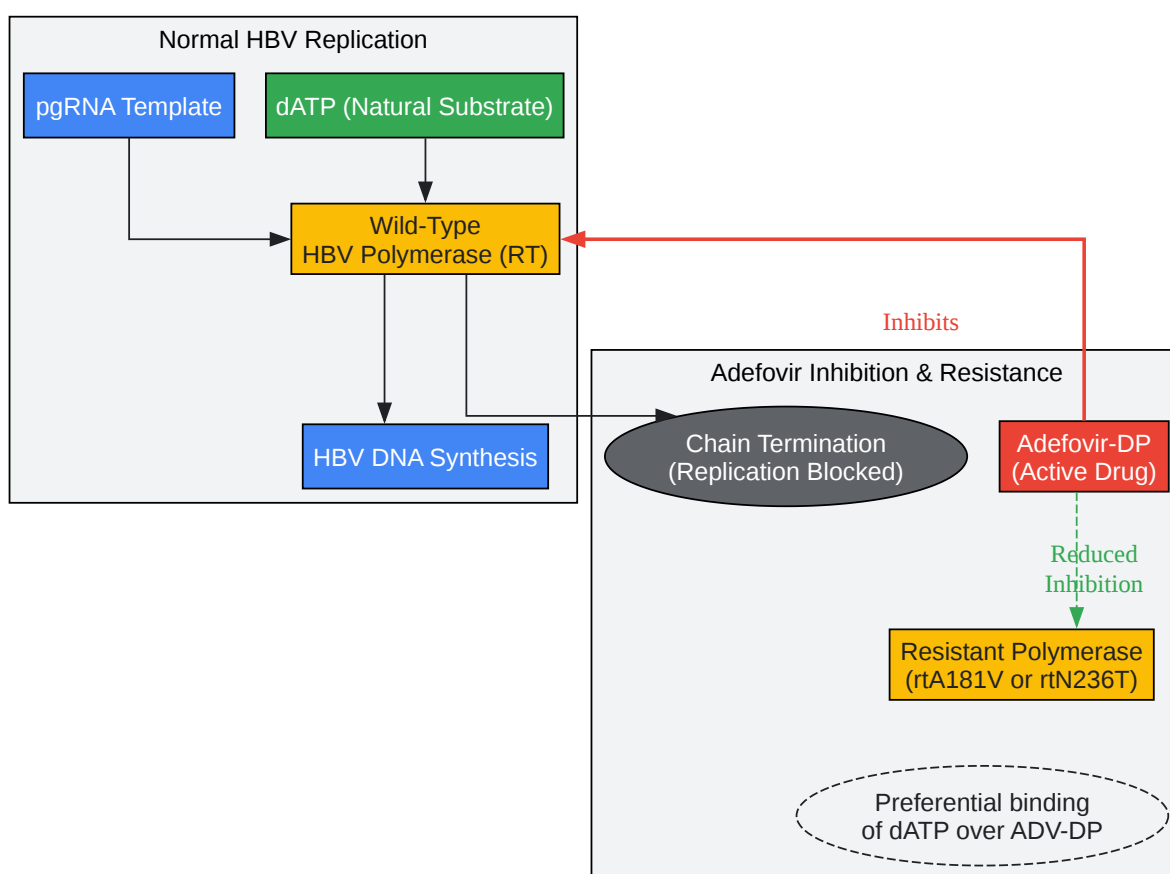 Normal HBV Replication
pgRNA Template
dATP (Natural Substrate)
Wild-Type
HBV Polymerase (RT)
Inhibits
HBV DNA Synthesis
Adefovir Inhibition & Resistance
Chain Termination
(Replication Blocked)
Adefovir-DP
(Active Drug)
Reduced
Inhibition
Resistant Polymerase
(rtA181V or rtN236T)
Preferential binding
of dATP over ADV-DP